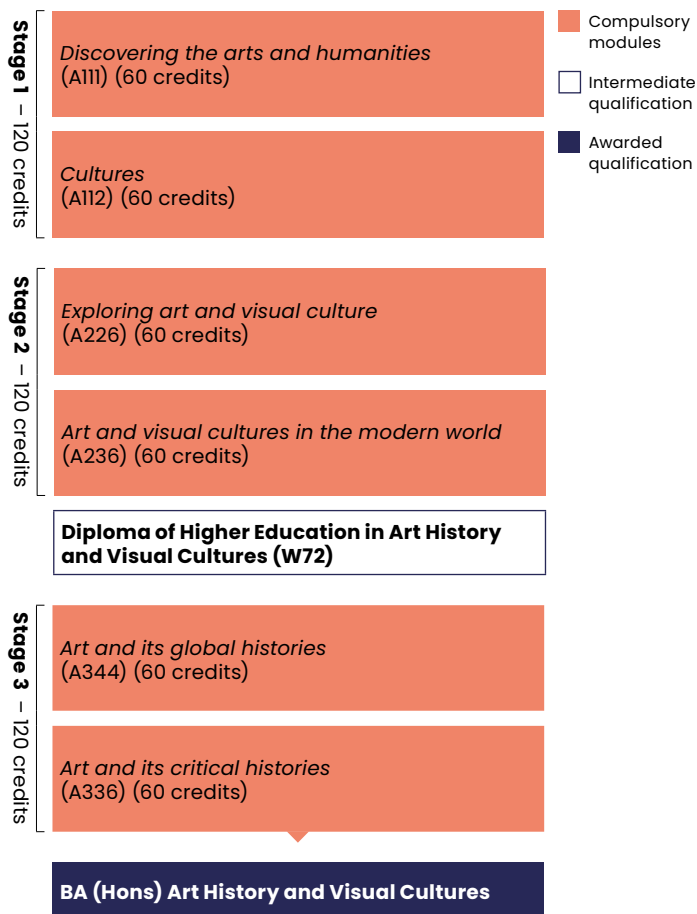 Stage 1 – 120 credits
Discovering the arts and humanities
(A111) (60 credits)
Cultures
(A112) (60 credits)
Compulsory
modules
Intermediate
qualification
Awarded
qualification
Stage 2 – 120 credits
Exploring art and visual culture
(A226) (60 credits)
Art and visual cultures in the modern world
(A236) (60 credits)
Diploma of Higher Education in Art History
and Visual Cultures (W72)
Stage 3 – 120 credits
Art and its global histories
(A344) (60 credits)
Art and its critical histories
(A336) (60 credits)
BA (Hons) Art History and Visual Cultures